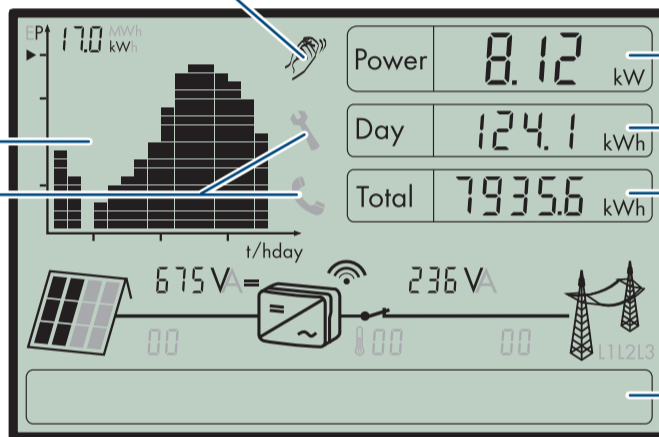 EP 17.0 MWh
kWh
Power 8.12 kW
Day 124.1 kWh
Total 7935.6 kWh
t/hday
675 VA = 236 VA
= ~
00 00 00 L1L2L3